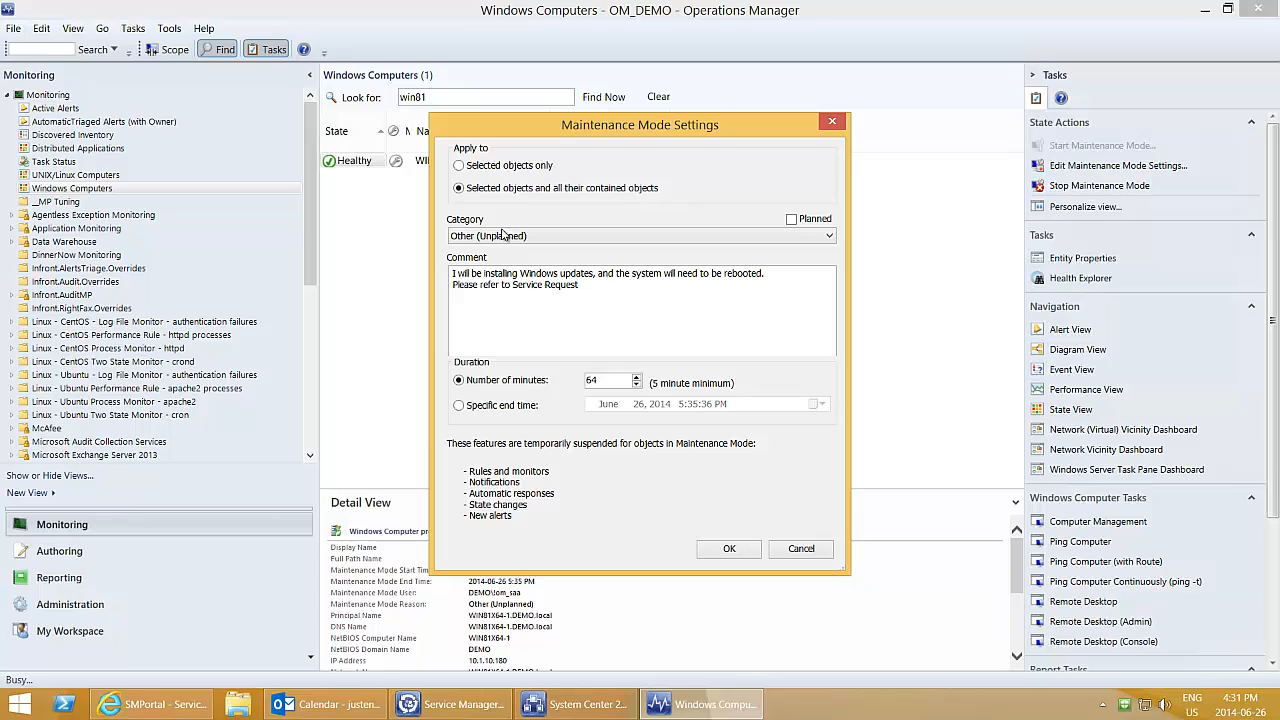 Windows Computers - OM_DEMO - Operations Manager
File Edit View Go Tasks Tools Help
Search Scope Find Tasks
Monitoring
Monitoring
Active Alerts
AutomaticTriaged Alerts (with Owner)
Discovered Inventory
Distributed Applications
Task Status
UNIX/Linux Computers
Windows Computers
__MP Tuning
Agentless Exception Monitoring
Application Monitoring
Data Warehouse
DinnerNow Monitoring
Infront.AlertsTriage.Overrides
Infront.Audit.Overrides
Infront.AuditMP
Infront.RightFax.Overrides
Linux - CentOS - Log File Monitor - authentication failures
Linux - CentOS Performance Rule - httpd processes
Linux - CentOS Process Monitor - httpd
Linux - CentOS Two State Monitor - crond
Linux - Ubuntu - Log File Monitor - authentication failures
Linux - Ubuntu Performance Rule - apache2 processes
Linux - Ubuntu Process Monitor - apache2
Linux - Ubuntu Two State Monitor - cron
McAfee
Microsoft Audit Collection Services
Microsoft Exchange Server 2013
Show or Hide Views...
New View
Monitoring
Authoring
Reporting
Administration
My Workspace
Windows Computers (1)
Look for: win81 Find Now Clear
State M Na
Healthy WI
Maintenance Mode Settings
Apply to
Selected objects only
Selected objects and all their contained objects
Category Planned
Other (Unplanned)
Comment
I will be installing Windows updates, and the system will need to be rebooted.
Please refer to Service Request
Duration
Number of minutes: 64 (5 minute minimum)
Specific end time: June 26, 2014 5:35:36 PM
These features are temporarily suspended for objects in Maintenance Mode:
- Rules and monitors
- Notifications
- Automatic responses
- State changes
- New alerts
OK Cancel
Detail View
Windows Computer pr
Display Name
Full Path Name
Maintenance Mode Start Tim
Maintenance Mode End Time: 2014-06-26 5:35 PM
Maintenance Mode User: DEMO\om_saa
Maintenance Mode Reason: Other (Unplanned)
Principal Name WIN81X64-1.DEMO.local
DNS Name WIN81X64-1.DEMO.local
NetBIOS Computer Name WIN81X64-1
NetBIOS Domain Name DEMO
IP Address 10.1.10.180
Tasks
State Actions
Start Maintenance Mode...
Edit Maintenance Mode Settings...
Stop Maintenance Mode
Personalize view...
Tasks
Entity Properties
Health Explorer
Navigation
Alert View
Diagram View
Event View
Performance View
State View
Network (Virtual) Vicinity Dashboard
Network Vicinity Dashboard
Windows Server Task Pane Dashboard
Windows Computer Tasks
Computer Management
Ping Computer
Ping Computer (with Route)
Ping Computer Continuously (ping -t)
Remote Desktop
Remote Desktop (Admin)
Remote Desktop (Console)
Report Tasks
Busy...
SMPortal - Servic... Calendar - justen... Service Manager... System Center 2... Windows Compu...
ENG 4:31 PM
US 2014-06-26